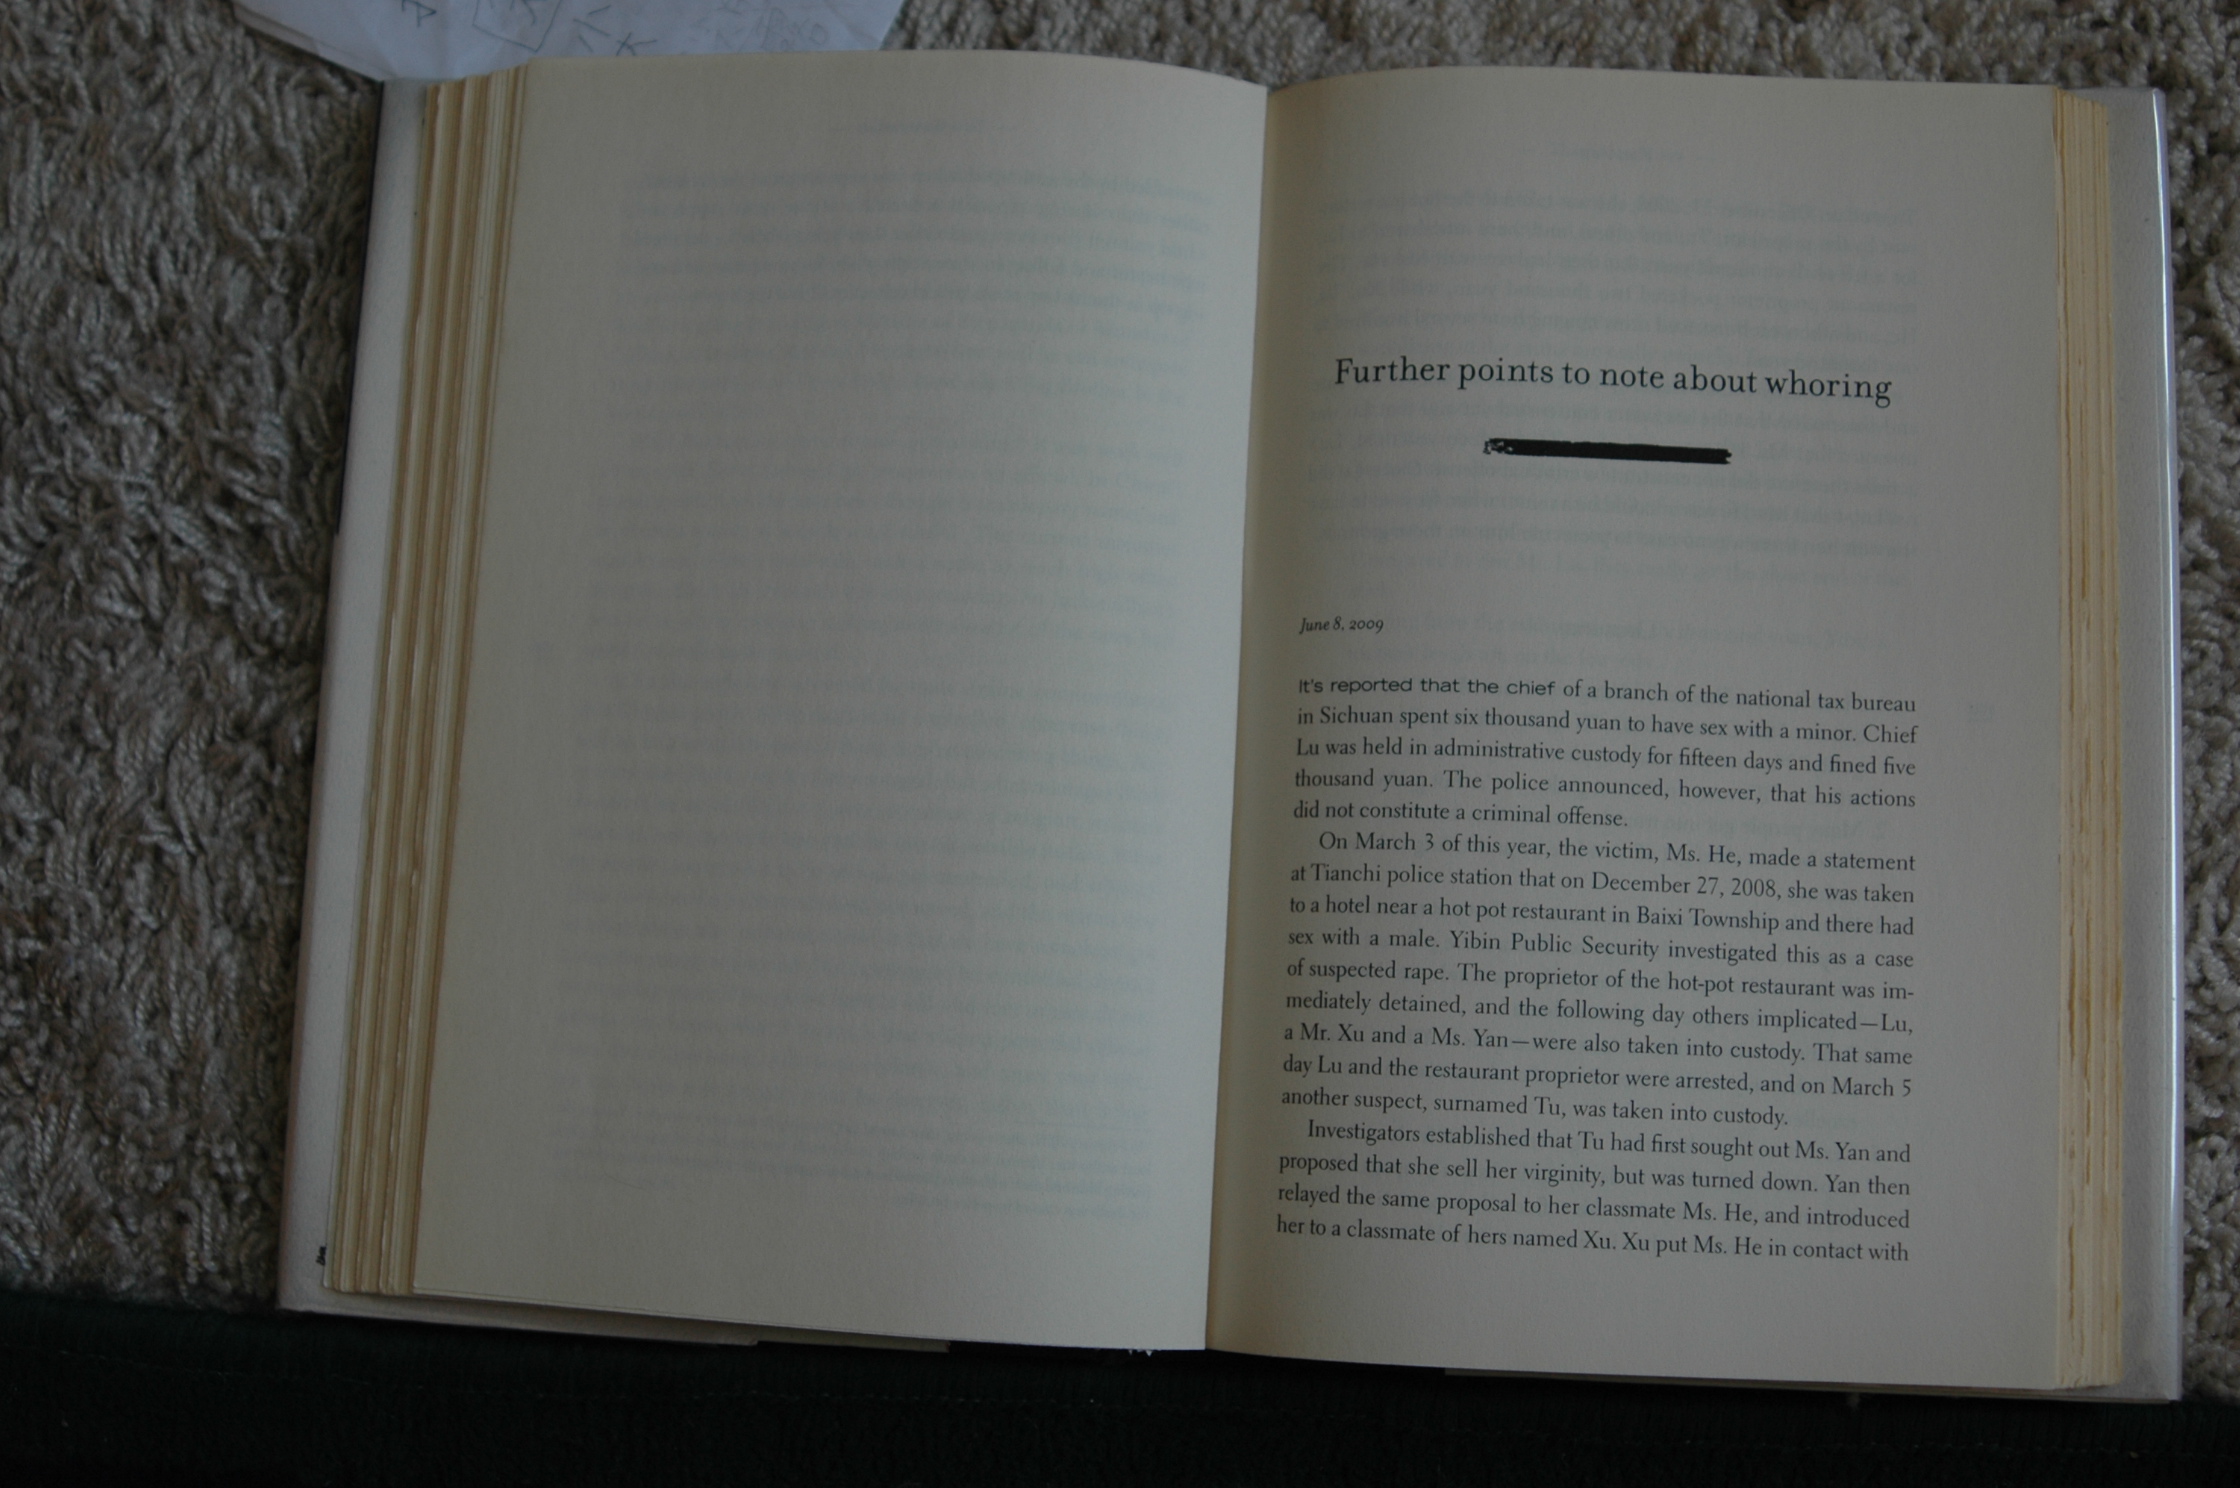 Further points to note about whoring
June 8, 2009
It's reported that the chief of a branch of the national tax bureau
in Sichuan spent six thousand yuan to have sex with a minor. Chief
Lu was held in administrative custody for fifteen days and fined five
thousand yuan. The police announced, however, that his actions
did not constitute a criminal offense.
On March 3 of this year, the victim, Ms. He, made a statement
at Tianchi police station that on December 27, 2008, she was taken
to a hotel near a hot pot restaurant in Baixi Township and there had
sex with a male. Yibin Public Security investigated this as a case
of suspected rape. The proprietor of the hot-pot restaurant was im-
mediately detained, and the following day others implicated—Lu,
a Mr. Xu and a Ms. Yan—were also taken into custody. That same
day Lu and the restaurant proprietor were arrested, and on March 5
another suspect, surnamed Tu, was taken into custody.
Investigators established that Tu had first sought out Ms. Yan and
proposed that she sell her virginity, but was turned down. Yan then
relayed the same proposal to her classmate Ms. He, and introduced
her to a classmate of hers named Xu. Xu put Ms. He in contact with